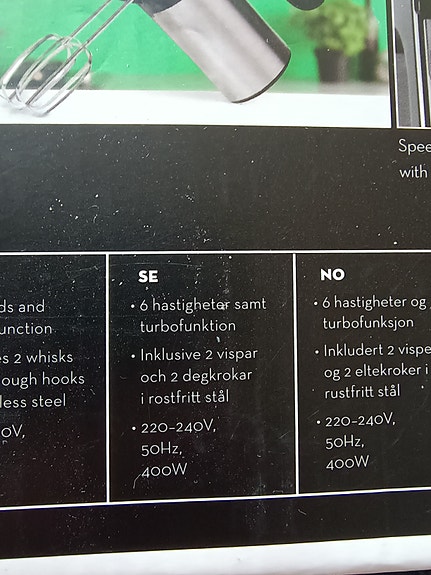 Spee
with
ds and
unction
es 2 whisks
ough hooks
less steel
0V,
SE
• 6 hastigheter samt
turbofunktion
• Inklusive 2 vispar
och 2 degkrokar
i rostfritt stål
• 220-240V,
50Hz,
400W
NO
• 6 hastigheter og
turbofunksjon
• Inkludert 2 vispe
og 2 eltekroker i
rustfritt stål
• 220-240V,
50Hz,
400W